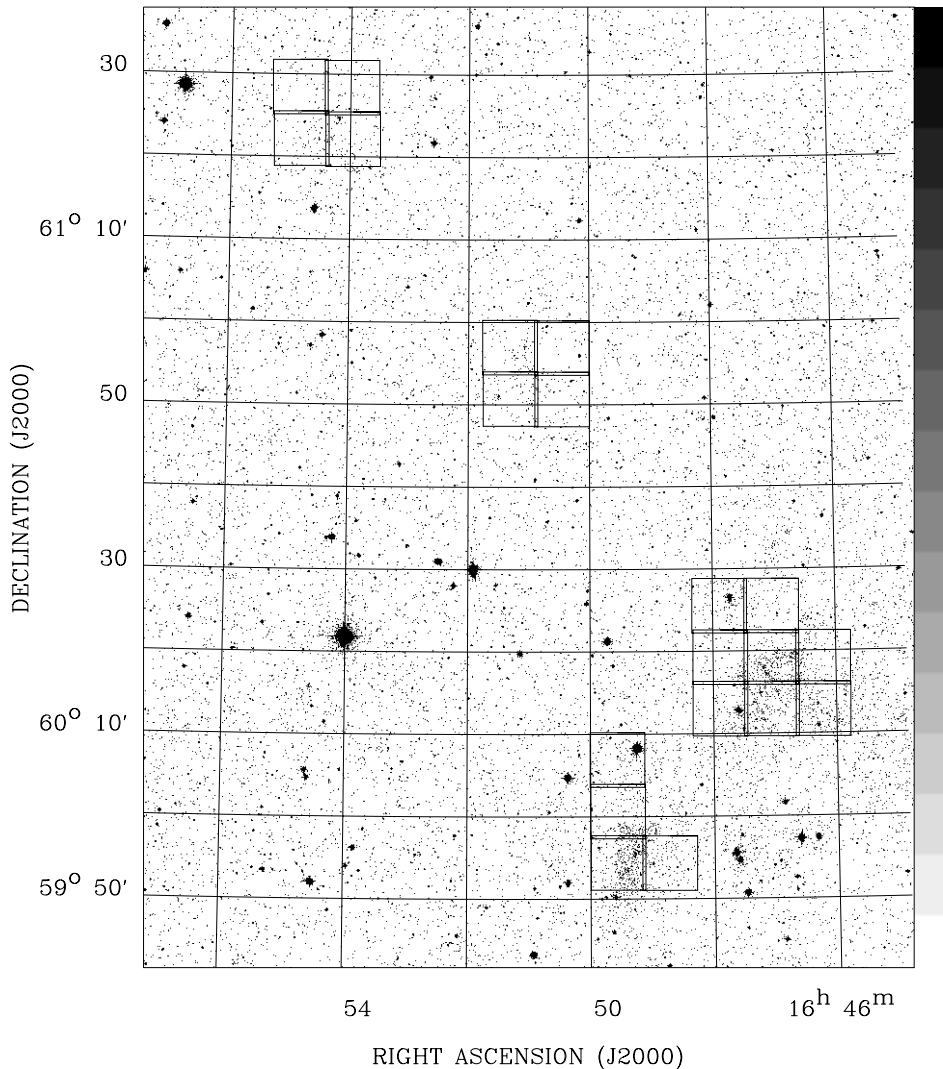 30
61° 10'
50
30
60° 10'
59° 50'
DECLINATION (J2000)
54 50 16h 46m
RIGHT ASCENSION (J2000)